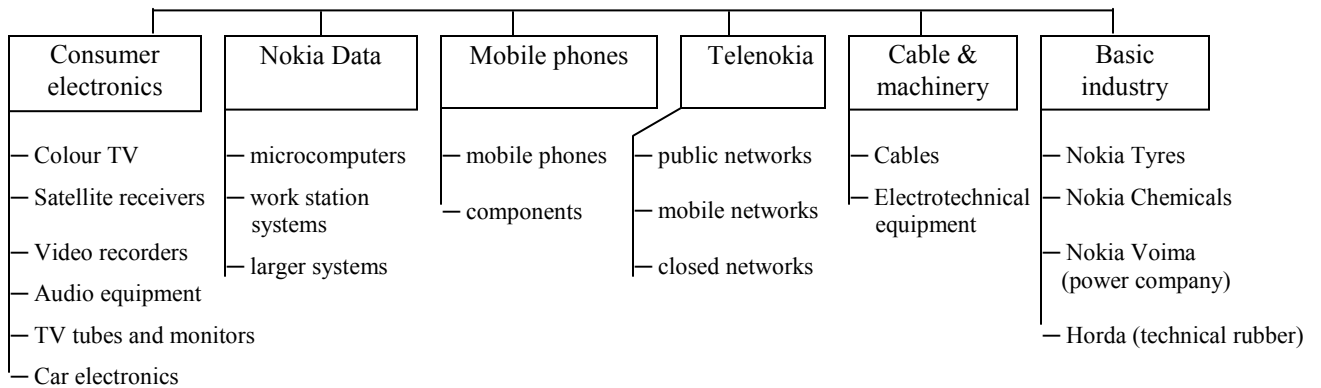 Consumer
electronics
Colour TV
Satellite receivers
Video recorders
Audio equipment
TV tubes and monitors
Car electronics
Nokia Data
microcomputers
work station
systems
larger systems
Mobile phones
mobile phones
components
Telenokia
public networks
mobile networks
closed networks
Cable &
machinery
Cables
Electrotechnical
equipment
Basic
industry
Nokia Tyres
Nokia Chemicals
Nokia Voima
(power company)
Horda (technical rubber)